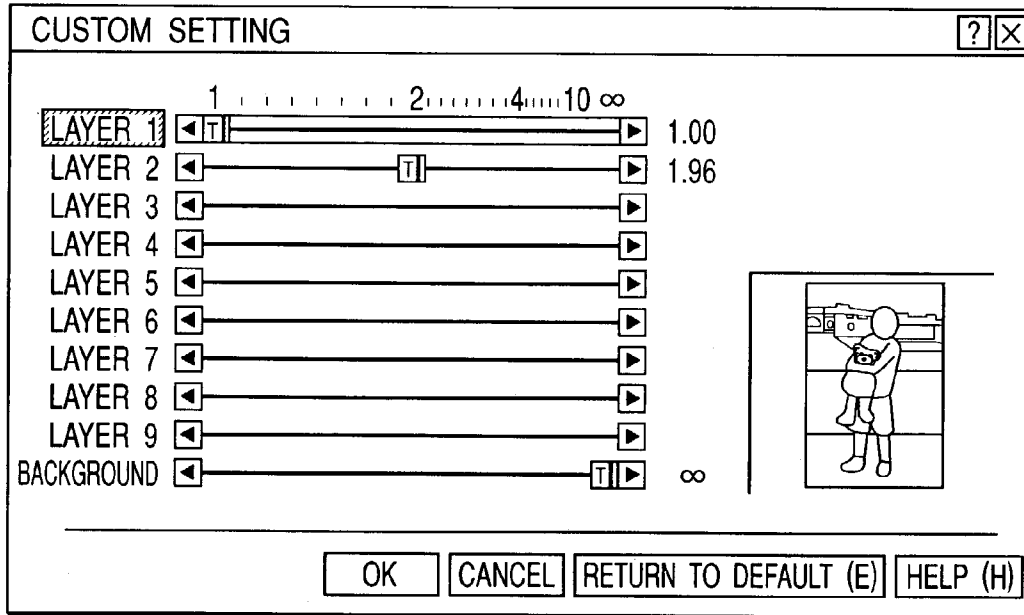 CUSTOM SETTING ? X
1 2 4 10 ∞
LAYER 1 T 1.00
LAYER 2 T 1.96
LAYER 3
LAYER 4
LAYER 5
LAYER 6
LAYER 7
LAYER 8
LAYER 9
BACKGROUND T ∞
OK CANCEL RETURN TO DEFAULT (E) HELP (H)